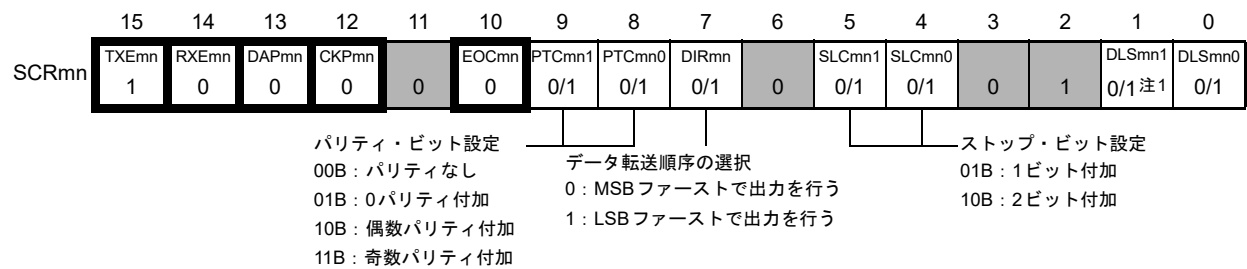 15 14 13 12 11 10 9 8 7 6 5 4 3 2 1 0
SCRmn
TXEmn RXEmn DAPmn CKPmn EOCmn PTCmn1 PTCmn0 DIRmn SLCmn1 SLCmn0 DLSmn1 DLSmn0
1 0 0 0 0 0 0/1 0/1 0/1 0 0/1 0/1 0 1 0/1注1 0/1
パリティ・ビット設定
00B:パリティなし
01B:0パリティ付加
10B:偶数パリティ付加
11B:奇数パリティ付加
データ転送順序の選択
0:MSBファーストで出力を行う
1:LSBファーストで出力を行う
ストップ・ビット設定
01B:1ビット付加
10B:2ビット付加